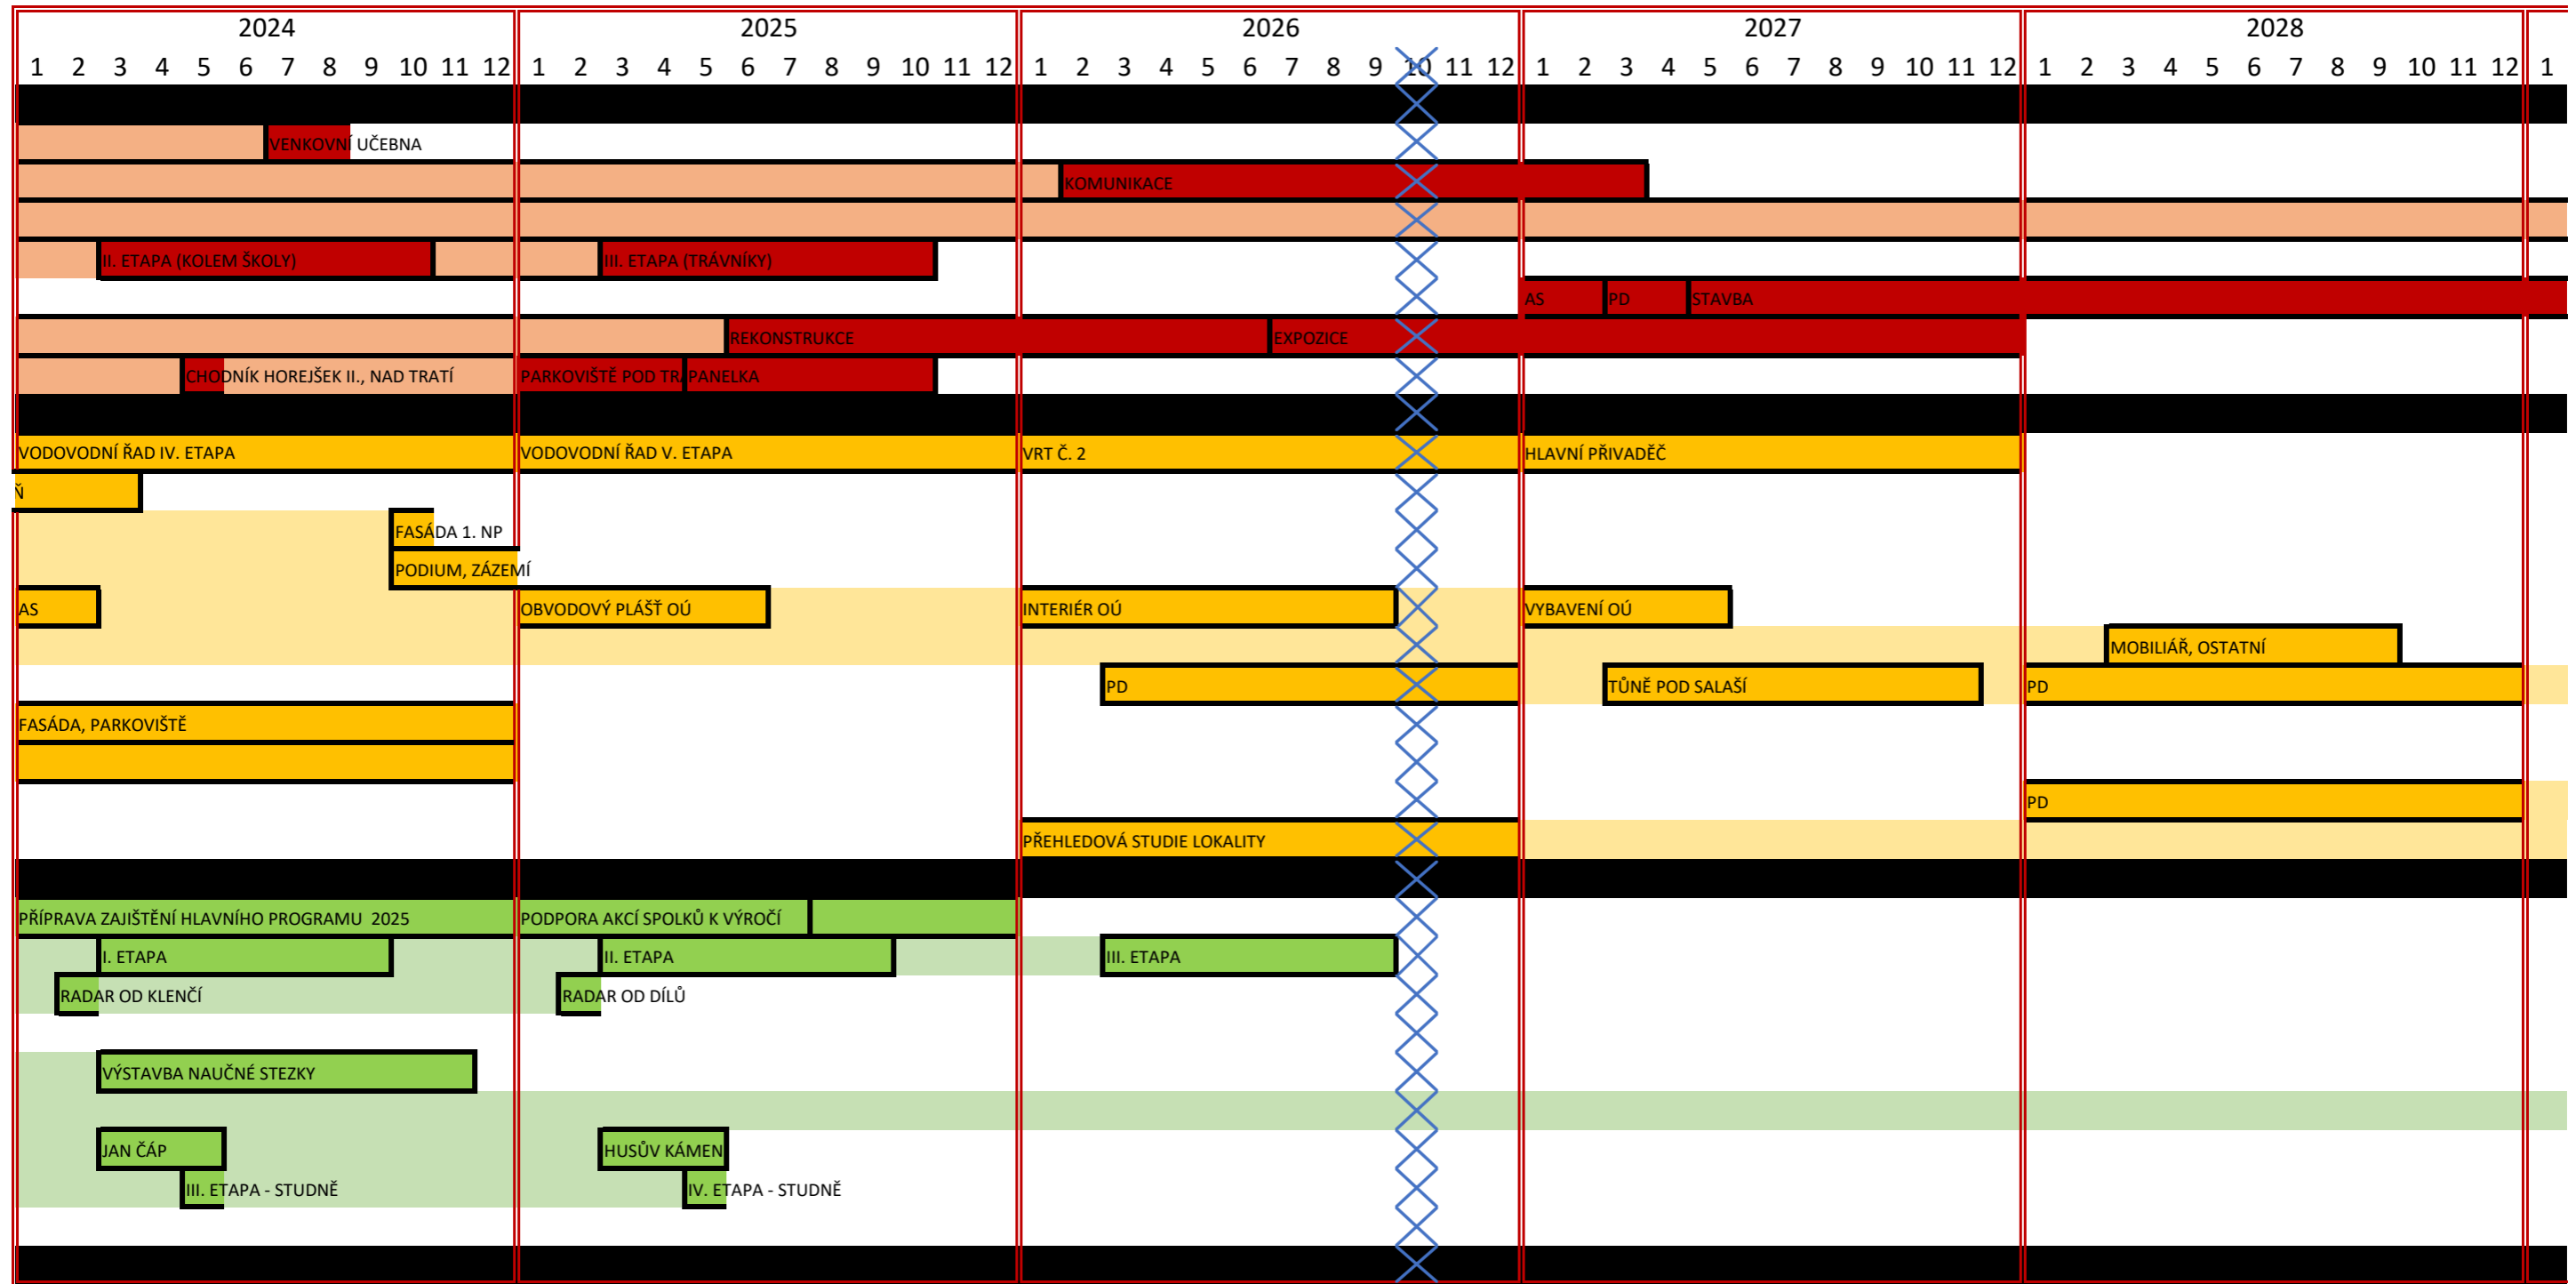 2024 2025 2026 2027 2028
1 2 3 4 5 6 7 8 9 10 11 12 1 2 3 4 5 6 7 8 9 10 11 12 1 2 3 4 5 6 7 8 9 10 11 12 1 2 3 4 5 6 7 8 9 10 11 12 1 2 3 4 5 6 7 8 9 10 11 12 1
VENKOVNÍ UČEBNA
KOMUNIKACE
II. ETAPA (KOLEM ŠKOLY) III. ETAPA (TRÁVNÍKY)
AS PD STAVBA
REKONSTRUKCE EXPOZICE
CHODNÍK HOREJŠEK II., NAD TRATÍ PARKOVIŠTĚ POD TRA PANELKA
VODOVODNÍ ŘAD IV. ETAPA VODOVODNÍ ŘAD V. ETAPA VRT Č. 2 HLAVNÍ PŘIVADĚČ
Ň
FASÁDA 1. NP
PODIUM, ZÁZEMÍ
AS OBVODOVÝ PLÁŠŤ OÚ INTERIÉR OÚ VYBAVENÍ OÚ
MOBILIÁŘ, OSTATNÍ
PD TŮNĚ POD SALAŠÍ PD
FASÁDA, PARKOVIŠTĚ
PD
PŘEHLEDOVÁ STUDIE LOKALITY
PŘÍPRAVA ZAJIŠTĚNÍ HLAVNÍHO PROGRAMU 2025 PODPORA AKCÍ SPOLKŮ K VÝROČÍ
I. ETAPA II. ETAPA III. ETAPA
RADAR OD KLENČÍ RADAR OD DÍLŮ
VÝSTAVBA NAUČNÉ STEZKY
JAN ČÁP HUSŮV KÁMEN
III. ETAPA - STUDNĚ IV. ETAPA - STUDNĚ